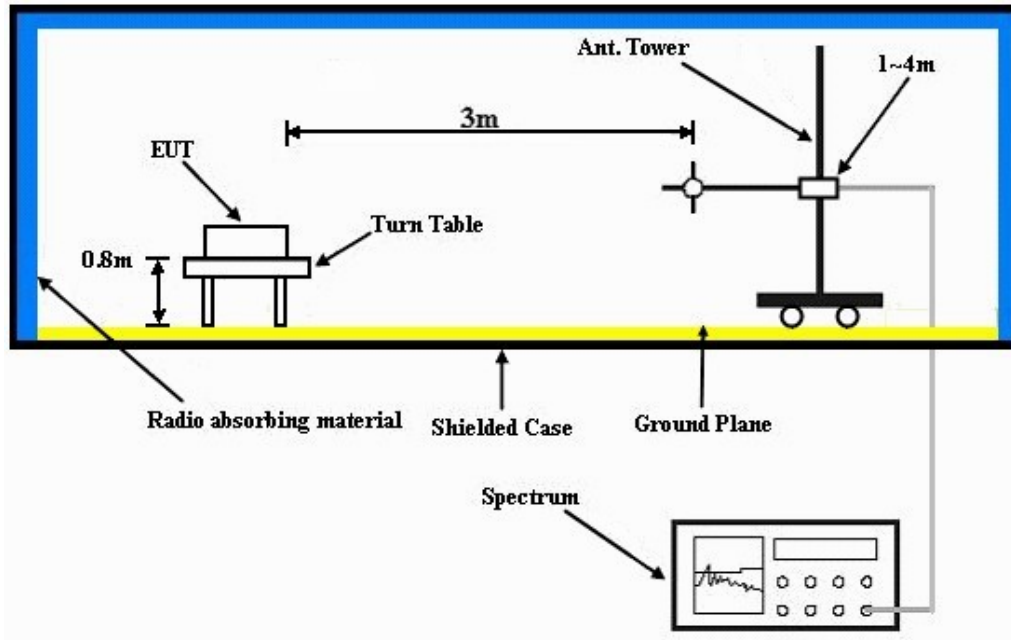 Ant. Tower
1~4m
3m
EUT
Turn Table
0.8m
Radio absorbing material
Shielded Case
Ground Plane
Spectrum